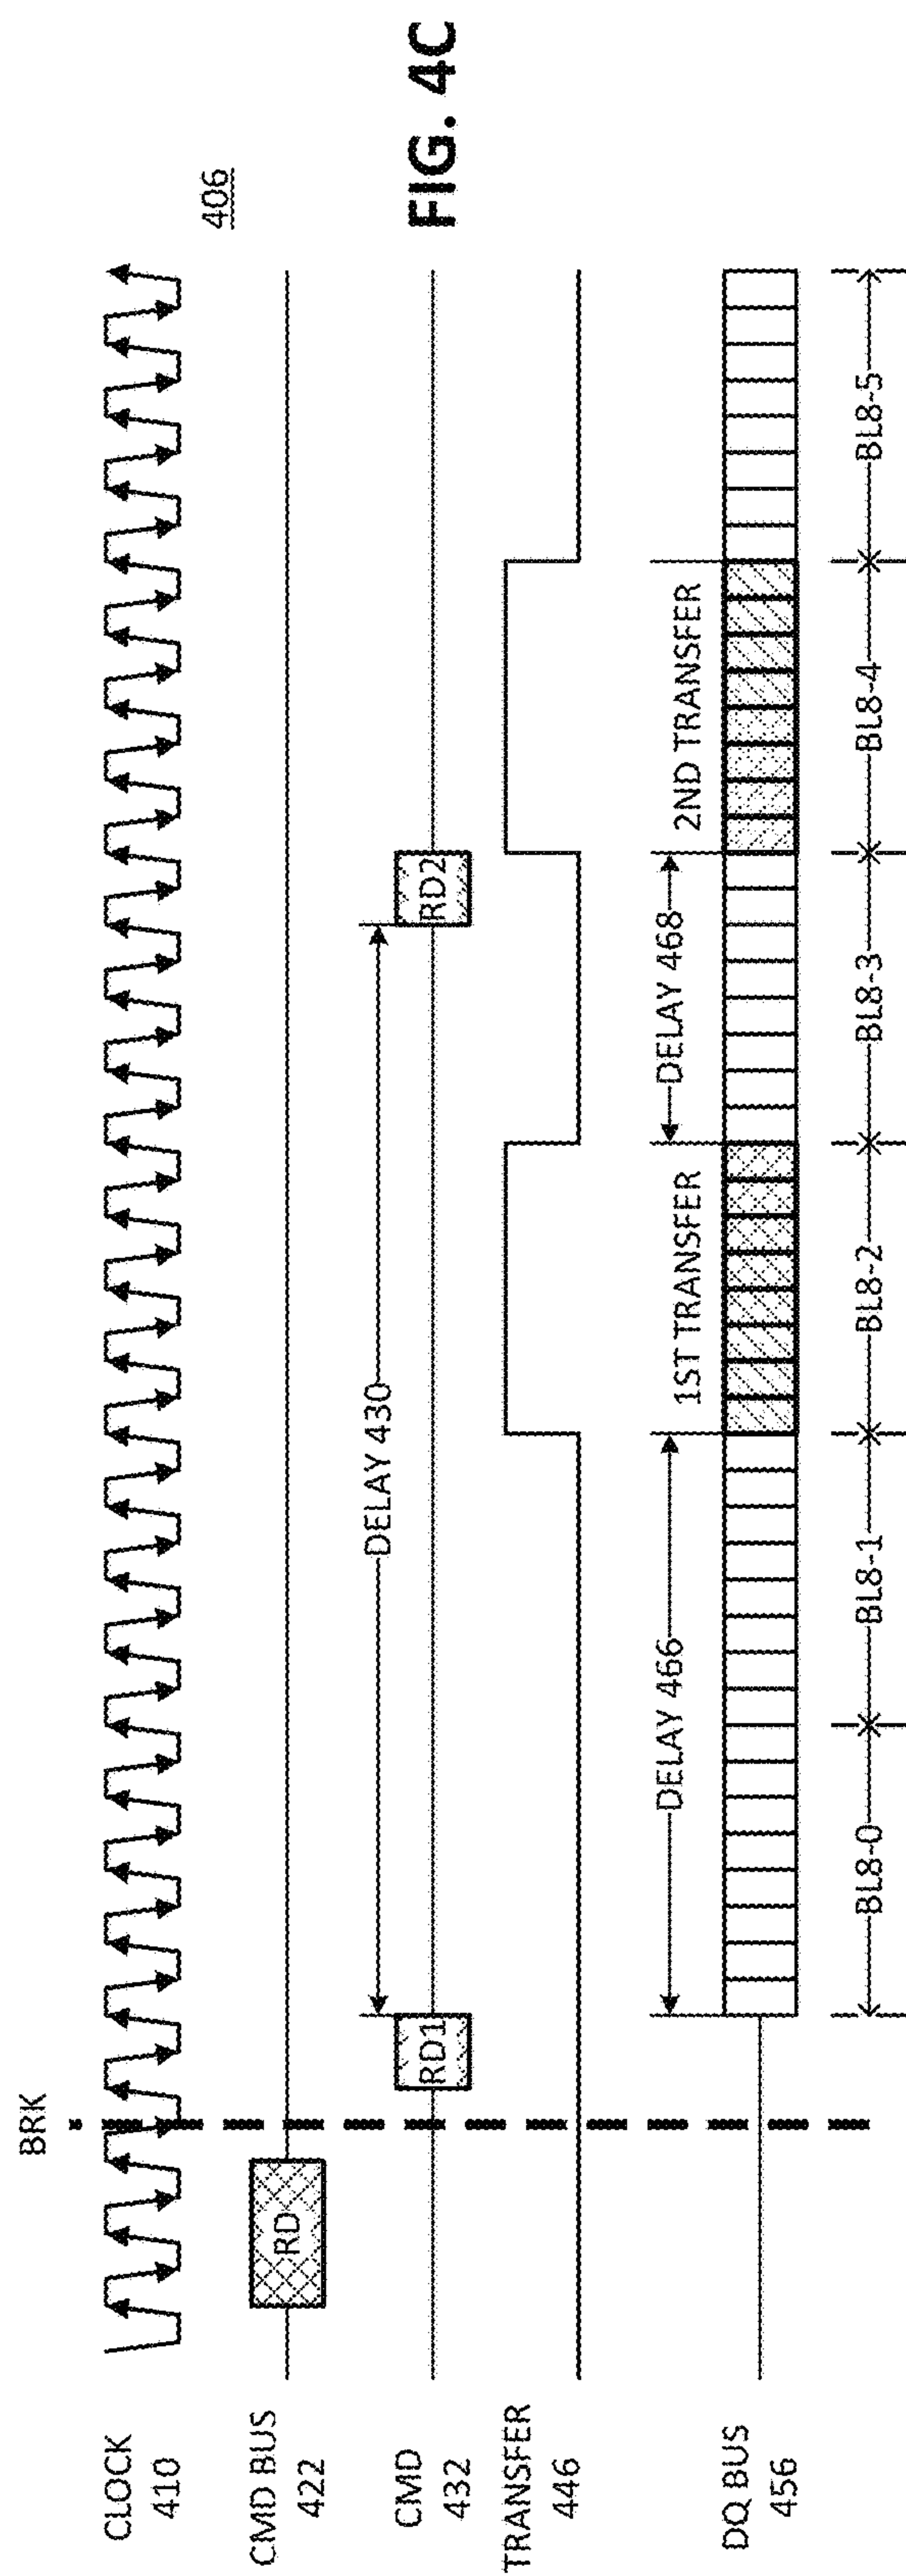 BRK
CLOCK
410
406
CMD BUS
422
RD
FIG. 4C
CMD
432
RD1
DELAY 430
RD2
TRANSFER
446
DELAY 466
1ST TRANSFER
DELAY 468
2ND TRANSFER
DQ BUS
456
BL8-0
BL8-1
BL8-2
BL8-3
BL8-4
BL8-5